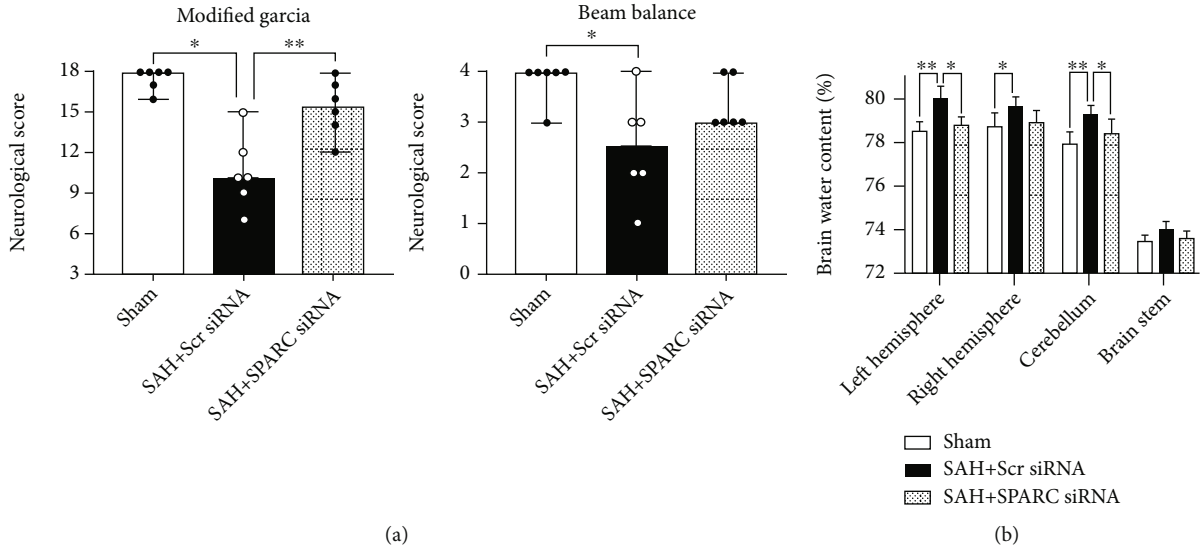 Modified garcia
*
**
Neurological score
18
15
12
9
6
3
Sham
SAH+Scr siRNA
SAH+SPARC siRNA
Beam balance
*
Neurological score
4
3
2
1
0
Sham
SAH+Scr siRNA
SAH+SPARC siRNA
(a)
Brain water content (%)
80
78
76
74
72
** *
*
** *
Left hemisphere
Right hemisphere
Cerebellum
Brain stem
Sham
SAH+Scr siRNA
SAH+SPARC siRNA
(b)